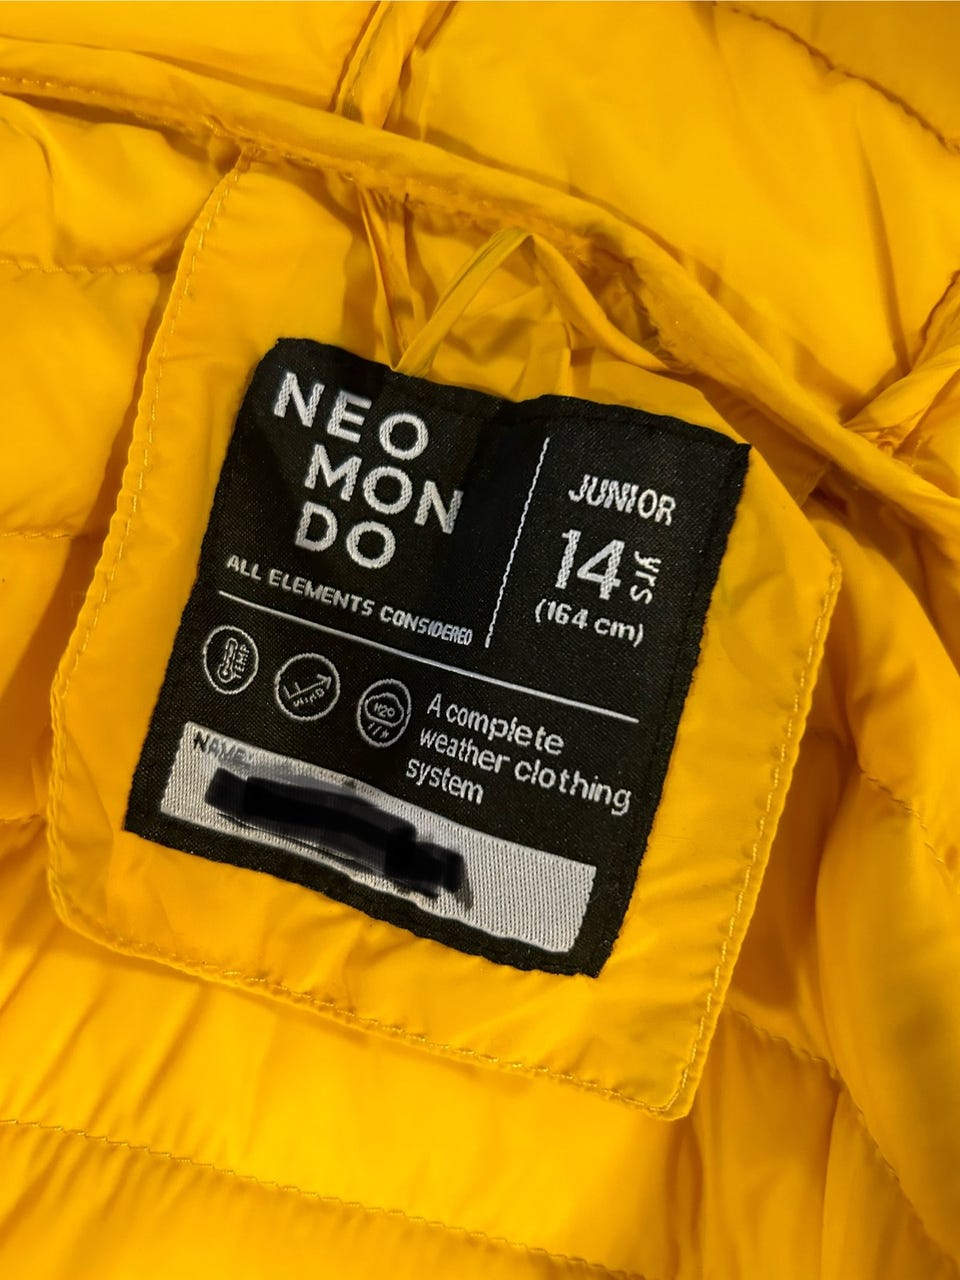 NEO
MON
DO
ALL ELEMENTS CONSIDERED
JUNIOR
14 yrs
(164 cm)
TEMP
WIND
H2O
A complete
weather clothing
system
NAME: